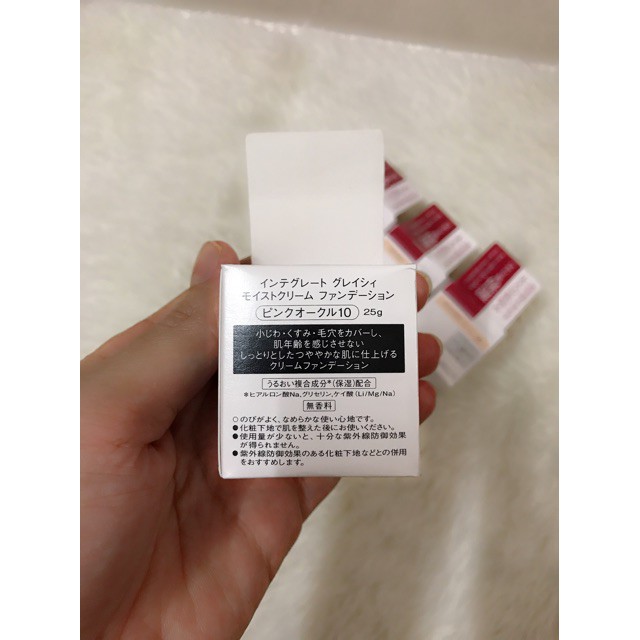 インテグレート グレイシィ
モイストクリーム ファンデーション
ピンクオークル10 25g
小じわ・くすみ・毛穴をカバーし、
肌年齢を感じさせない
しっとりとしたつややかな肌に仕上げる
クリームファンデーション
うるおい複合成分*(保湿)配合
*ヒアルロン酸Na,グリセリン,ケイ酸(Li/Mg/Na)
無香料
○のびがよく、なめらかな使い心地です。
●化粧下地で肌を整えた後にお使いください。
●使用量が少ないと、十分な紫外線防御効果
が得られません。
●紫外線防御効果のある化粧下地などとの併用
をおすすめします。